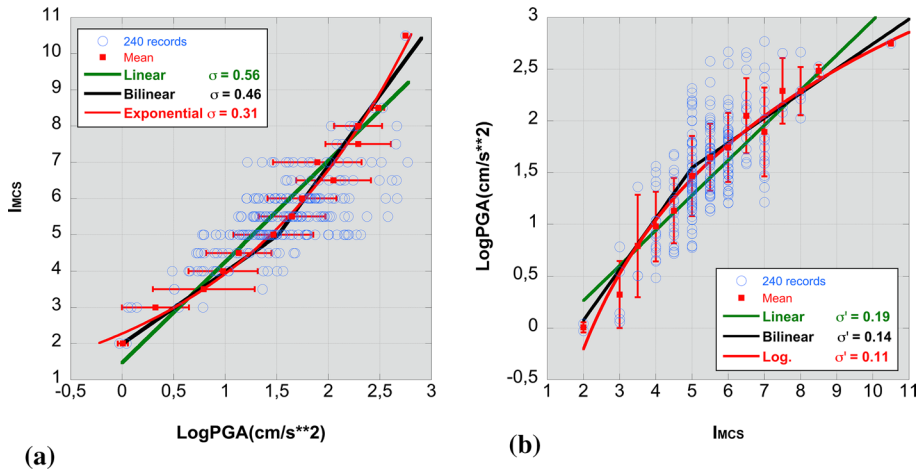 11
10
9
8
7
6
5
4
3
2
1
IMCS
240 records
Mean
Linear σ = 0.56
Bilinear σ = 0.46
Exponential σ = 0.31
-0,5 0 0,5 1 1,5 2 2,5 3
LogPGA(cm/s**2)
(a)
3
2,5
2
1,5
1
0,5
0
-0,5
LogPGA(cm/s**2)
240 records
Mean
Linear σ' = 0.19
Bilinear σ' = 0.14
Log. σ' = 0.11
1 2 3 4 5 6 7 8 9 10 11
IMCS
(b)